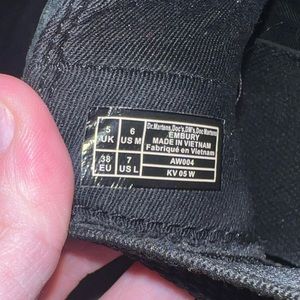 5 UK
6 US M
38 EU
7 US L
Dr.Martens,Doc's,DM's,Doc Martens
EMBURY
MADE IN VIETNAM
Fabriqué en Vietnam
AW004
KV 05 W